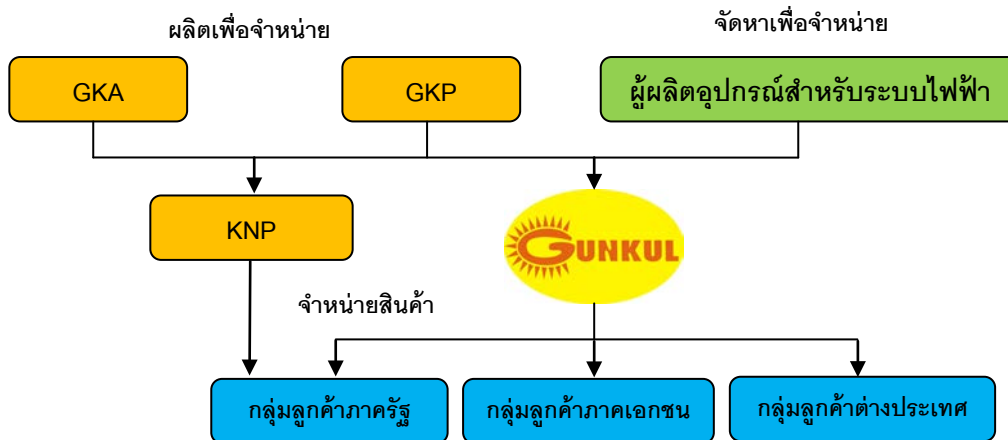 ผลิตเพื่อจำหน่าย
จัดหาเพื่อจำหน่าย
GKA
GKP
ผู้ผลิตอุปกรณ์สำหรับระบบไฟฟ้า
KNP
GUNKUL
จำหน่ายสินค้า
กลุ่มลูกค้าภาครัฐ
กลุ่มลูกค้าภาคเอกชน
กลุ่มลูกค้าต่างประเทศ